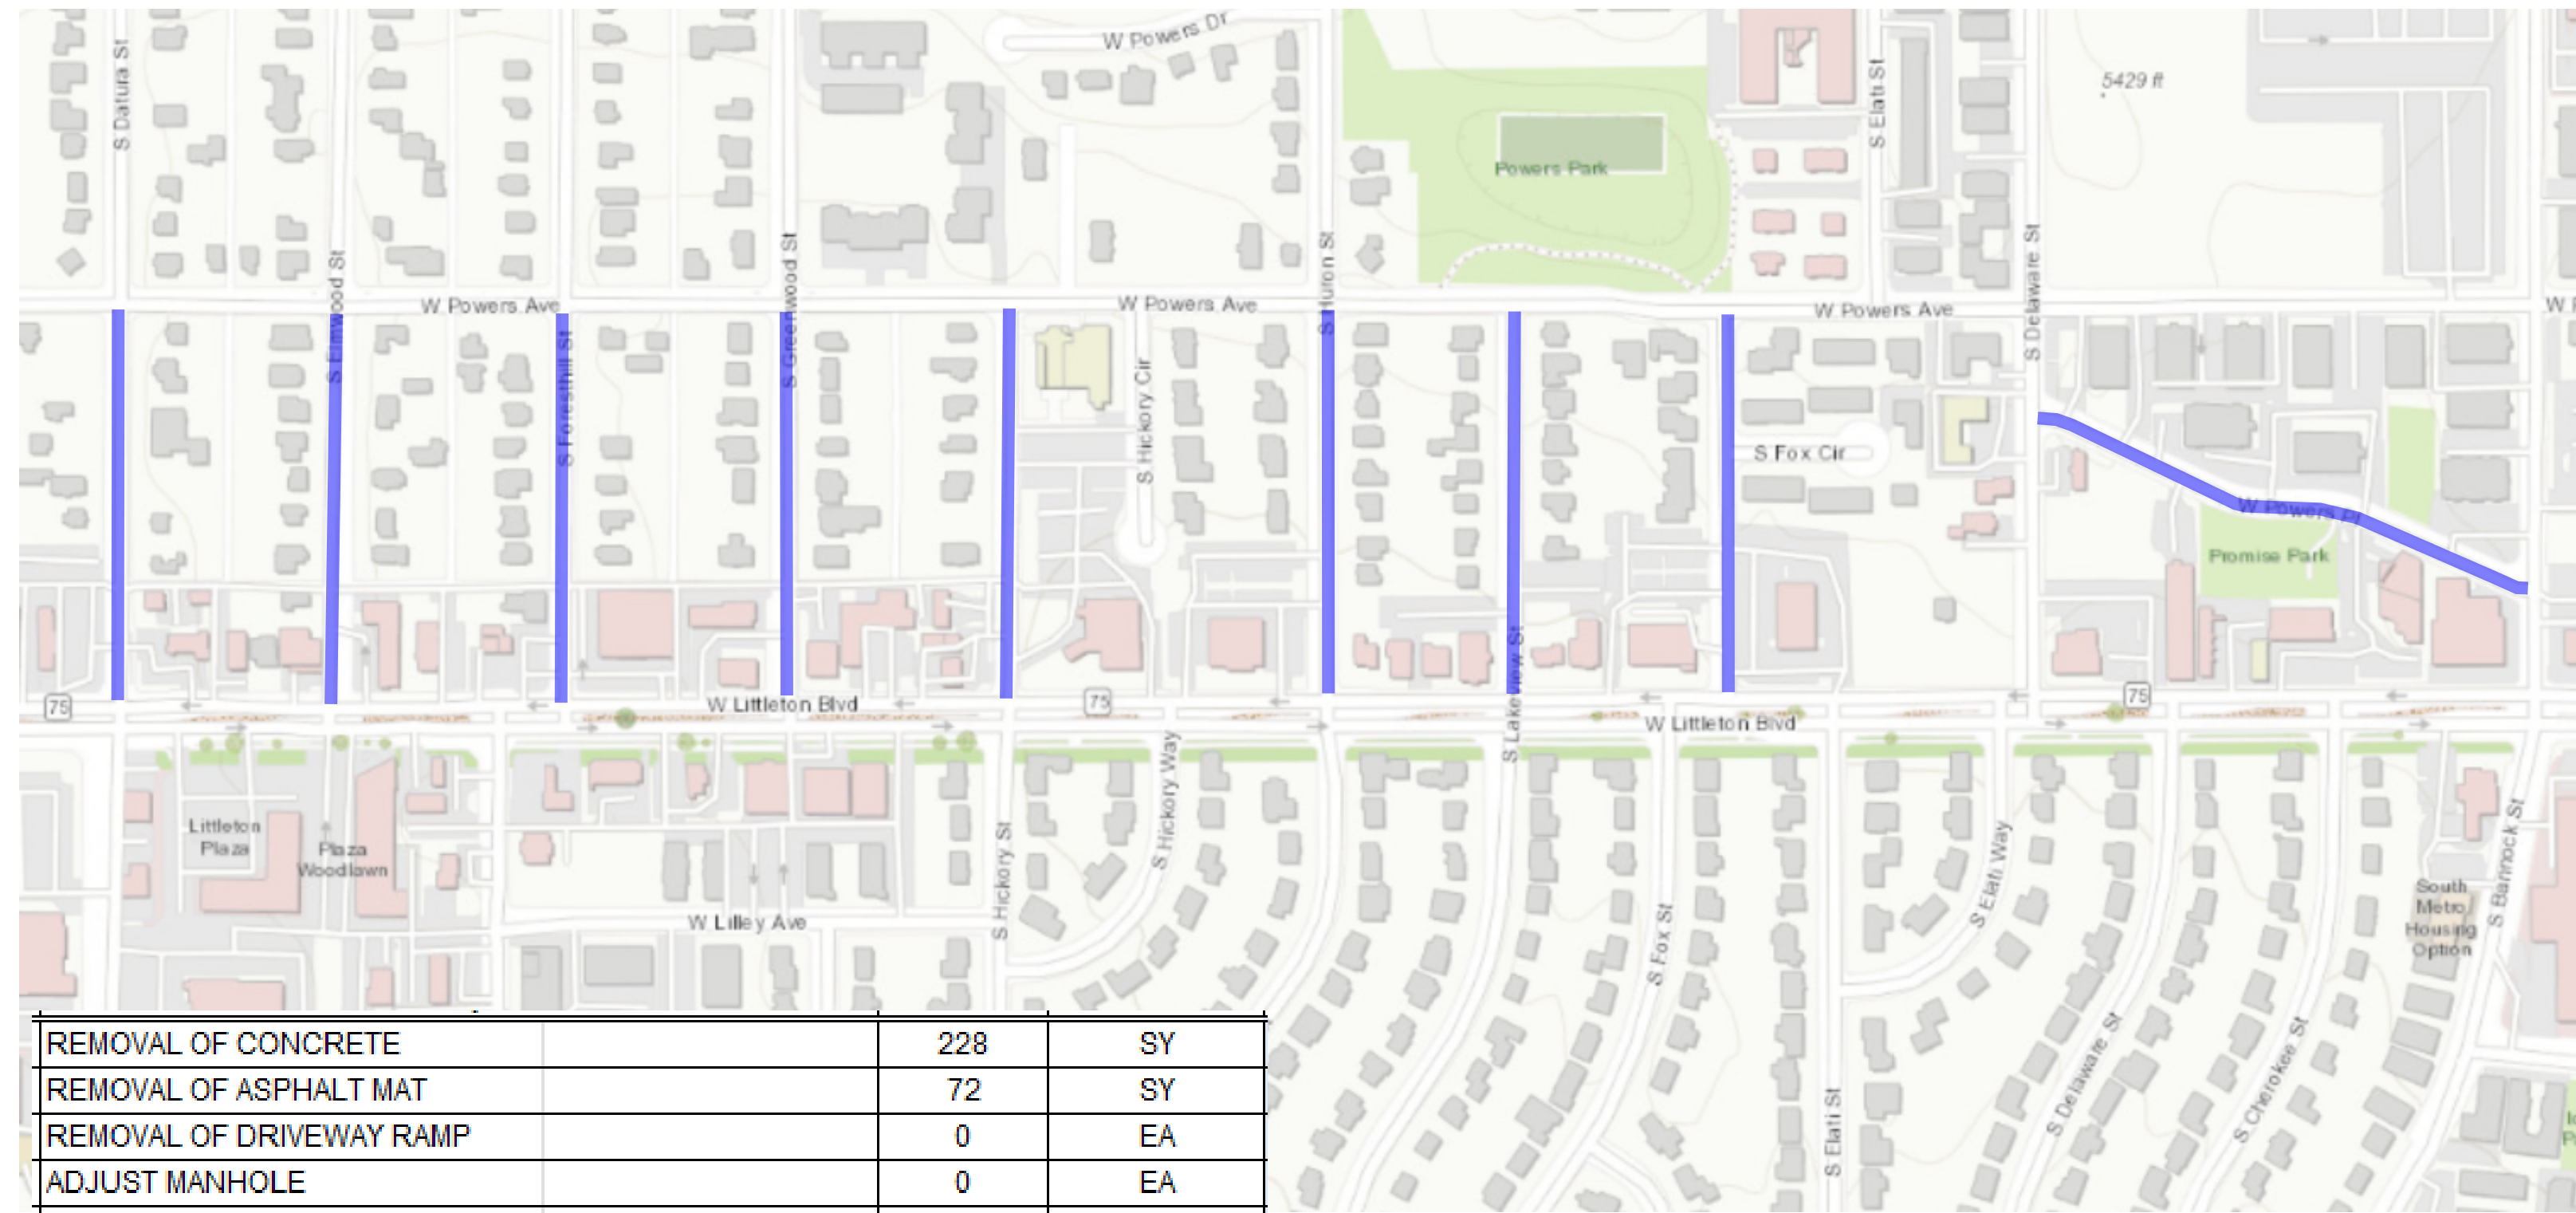 W Powers Dr
S Datura St
S Elati St
5429 ft
Powers Park
S Elmwood St
S Greenwood St
S Huron St
S Delaware St
W Powers Ave
W Powers Ave
W Powers Ave
S Foresthill St
S Hickory Cir
S Fox Cir
W Powers Pl
Promise Park
S Lakeview St
75
W Littleton Blvd
75
W Littleton Blvd
75
S Hickory Way
Littleton
Plaza
Plaza
Woodlawn
S Hickory St
W Lilley Ave
S Fox St
S Elati Way
S Bannock St
South
Metro
Housing
Option
S Delaware St
S Cherokee St
S Elati St
REMOVAL OF CONCRETE 228 SY
REMOVAL OF ASPHALT MAT 72 SY
REMOVAL OF DRIVEWAY RAMP 0 EA
ADJUST MANHOLE 0 EA